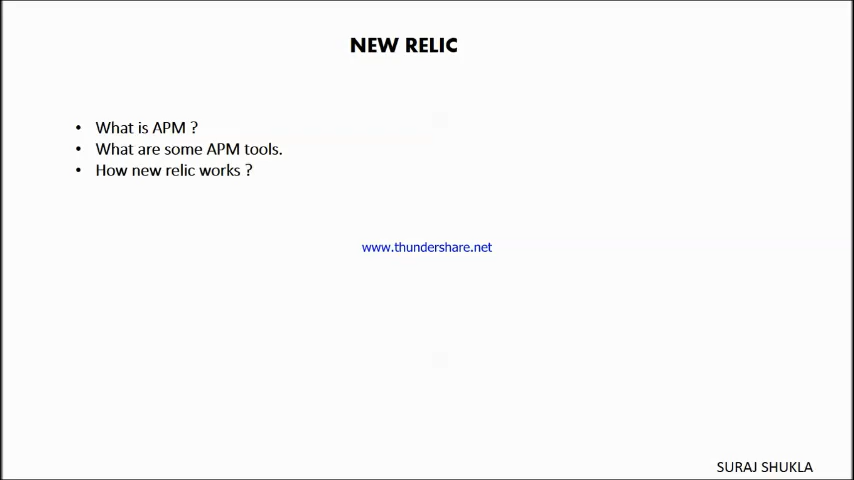 NEW RELIC
• What is APM ?
• What are some APM tools.
• How new relic works ?
www.thundershare.net
SURAJ SHUKLA